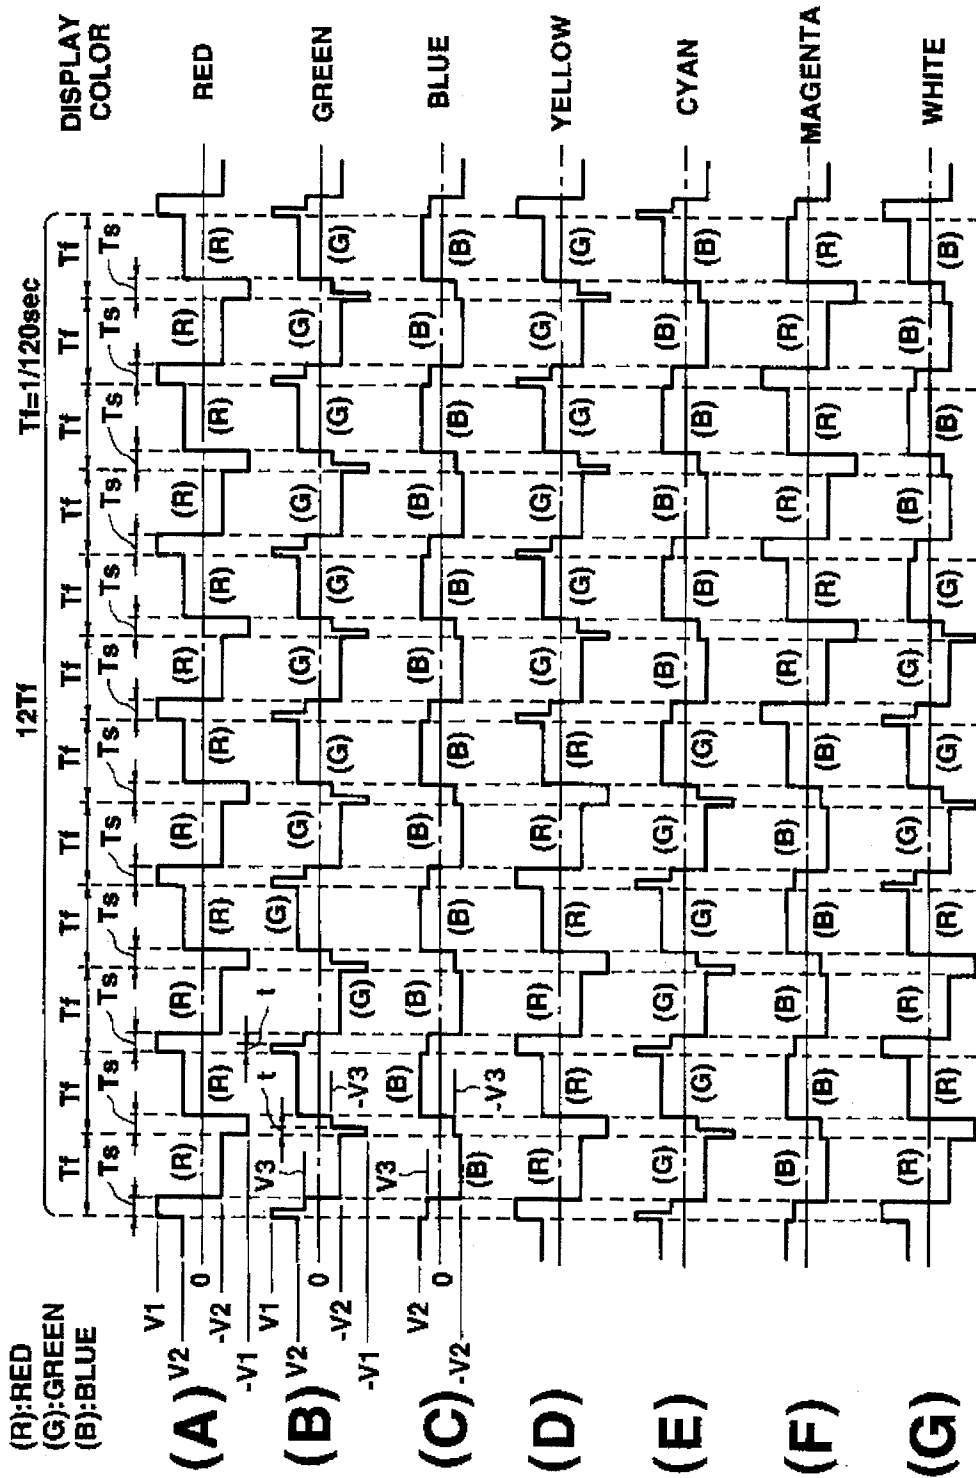 (R):RED
(G):GREEN
(B):BLUE
12Tf
Tf=1/120sec
DISPLAY
COLOR
Tf Tf Tf Tf Tf Tf Tf Tf Tf Tf Tf Tf
Ts Ts Ts Ts Ts Ts Ts Ts Ts Ts Ts Ts
(A)
V1
V2
0
-V2
-V1
(R) (R) (R) (R) (R) (R) (R) (R) (R) (R) (R) (R)
RED
(B)
V1
V2
0
-V2
-V1
V3
t
t
-V3
(G) (G) (G) (G) (G) (G) (G) (G) (G) (G)
GREEN
(C)
V2
0
-V2
V3
-V3
(B) (B) (B) (B) (B) (B) (B) (B) (B) (B) (B) (B)
BLUE
(D)
(R) (R) (R) (R) (R) (R) (G) (G) (G) (G) (G) (G)
YELLOW
(E)
(G) (G) (G) (G) (G) (B) (B) (B) (B) (B) (B)
CYAN
(F)
(B) (B) (B) (B) (B) (B) (R) (R) (R) (R) (R) (R)
MAGENTA
(G)
(R) (R) (R) (G) (G) (G) (G) (B) (B) (B) (B)
WHITE